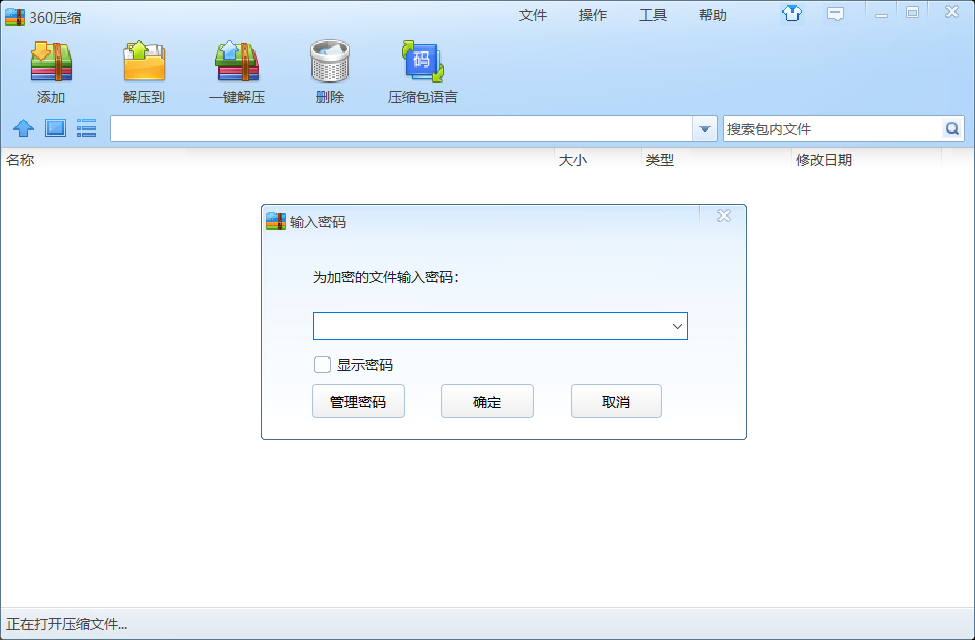 360压缩
文件 操作 工具 帮助
添加 解压到 一键解压 删除 压缩包语言
码
搜索包内文件
名称 大小 类型 修改日期
输入密码
为加密的文件输入密码：
显示密码
管理密码 确定 取消
正在打开压缩文件...